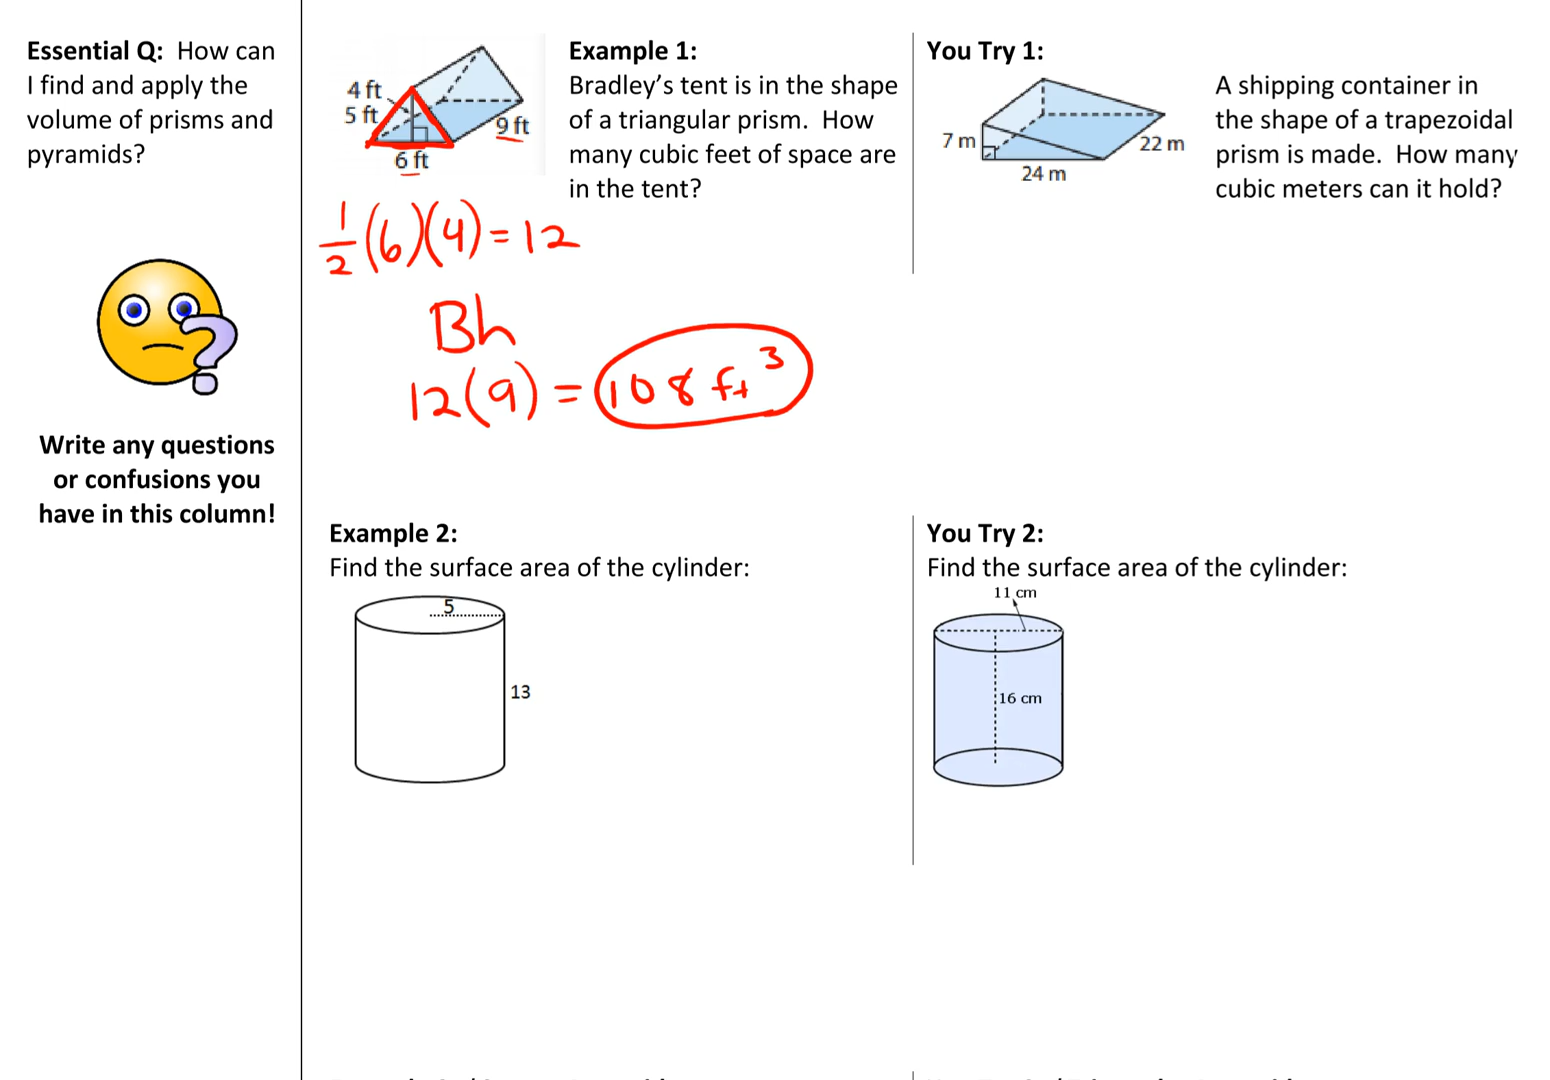 Essential Q: How can
I find and apply the
volume of prisms and
pyramids?
Write any questions
or confusions you
have in this column!
4 ft
5 ft
9 ft
6 ft
Example 1:
Bradley's tent is in the shape
of a triangular prism. How
many cubic feet of space are
in the tent?
1/2 (6)(4) = 12
Bh
12(9) = 108 ft³
You Try 1:
7 m
22 m
24 m
A shipping container in
the shape of a trapezoidal
prism is made. How many
cubic meters can it hold?
Example 2:
Find the surface area of the cylinder:
5
13
You Try 2:
Find the surface area of the cylinder:
11 cm
16 cm